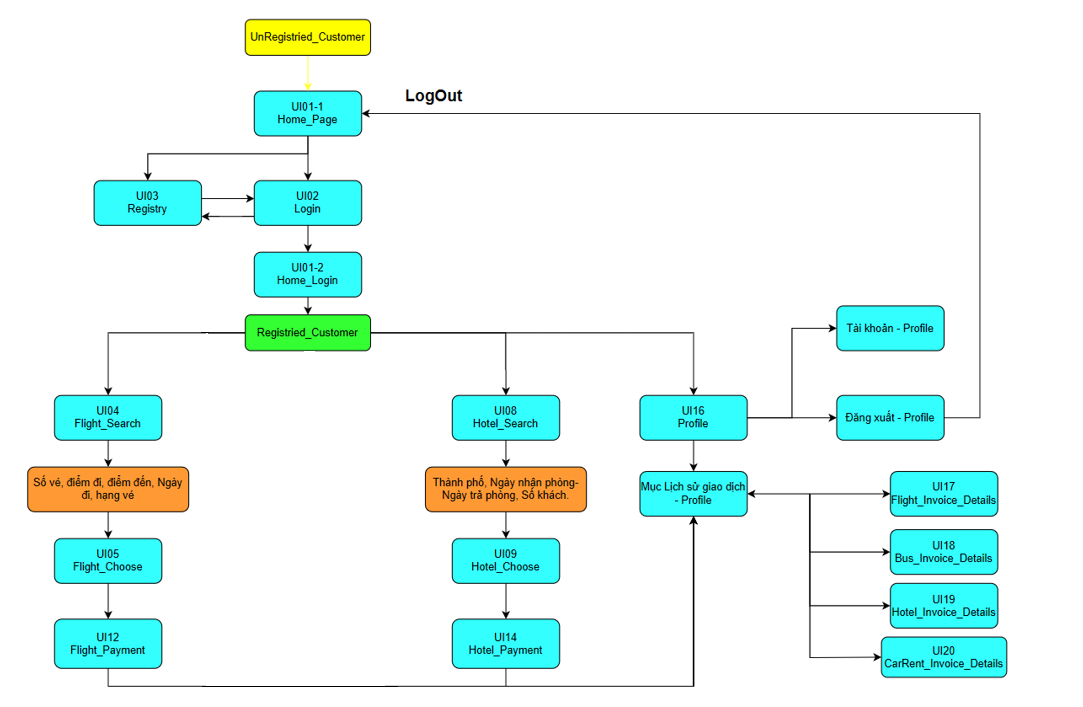 UnRegistried_Customer
LogOut
UI01-1
Home_Page
UI03
Registry
UI02
Login
UI01-2
Home_Login
Registried_Customer
Tài khoản - Profile
UI04
Flight_Search
UI08
Hotel_Search
UI16
Profile
Đăng xuất - Profile
Số vé, điểm đi, điểm đến, Ngày
đi, hạng vé
Thành phố, Ngày nhận phòng-
Ngày trả phòng, Số khách.
Mục Lịch sử giao dịch
- Profile
UI17
Flight_Invoice_Details
UI05
Flight_Choose
UI09
Hotel_Choose
UI18
Bus_Invoice_Details
UI19
Hotel_Invoice_Details
UI12
Flight_Payment
UI14
Hotel_Payment
UI20
CarRent_Invoice_Details